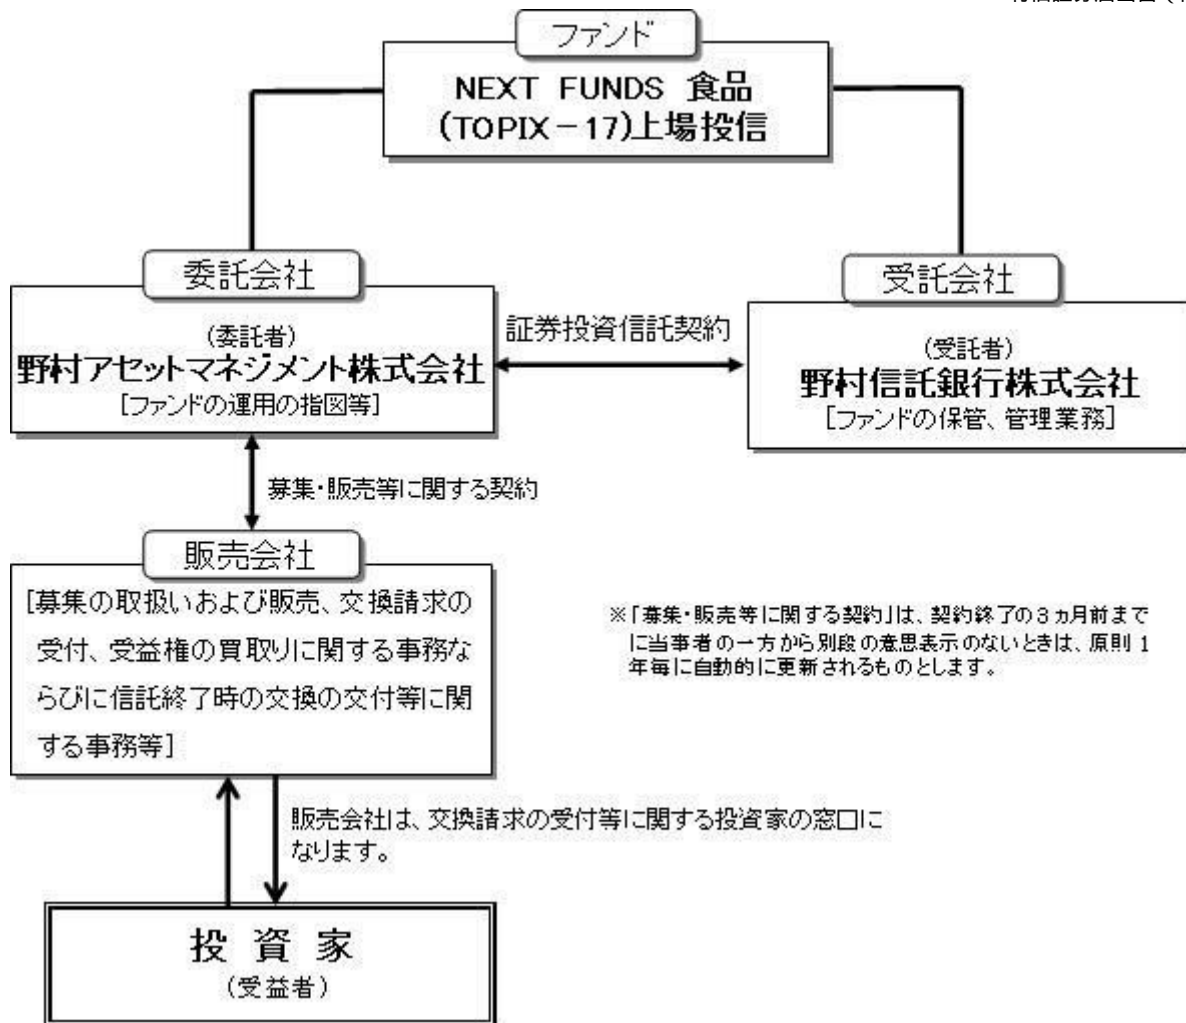 ファンド
NEXT FUNDS 食品
(TOPIX－17)上場投信
委託会社
(委託者)
野村アセットマネジメント株式会社
[ファンドの運用の指図等]
証券投資信託契約
受託会社
(受託者)
野村信託銀行株式会社
[ファンドの保管、管理業務]
募集・販売等に関する契約
販売会社
[募集の取扱いおよび販売、交換請求の
受付、受益権の買取りに関する事務な
らびに信託終了時の交換の交付等に関
する事務等]
※「募集・販売等に関する契約」は、契約終了の３ヵ月前まで
に当事者の一方から別段の意思表示のないときは、原則 1
年毎に自動的に更新されるものとします。
販売会社は、交換請求の受付等に関する投資家の窓口に
なります。
投 資 家
(受益者)